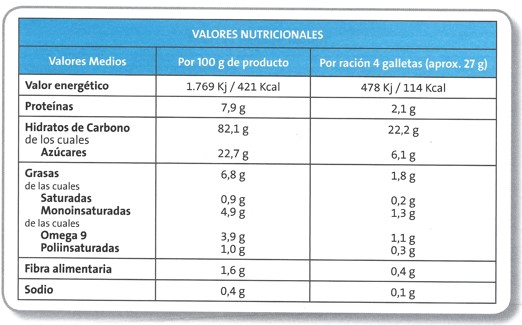 VALORES NUTRICIONALES
Valores Medios Por 100 g de producto Por ración 4 galletas (aprox. 27 g)
Valor energético 1.769 Kj / 421 Kcal 478 Kj / 114 Kcal
Proteínas 7,9 g 2,1 g
Hidratos de Carbono 82,1 g 22,2 g
de los cuales
Azúcares 22,7 g 6,1 g
Grasas 6,8 g 1,8 g
de las cuales
Saturadas 0,9 g 0,2 g
Monoinsaturadas 4,9 g 1,3 g
de las cuales
Omega 9 3,9 g 1,1 g
Poliinsaturadas 1,0 g 0,3 g
Fibra alimentaria 1,6 g 0,4 g
Sodio 0,4 g 0,1 g